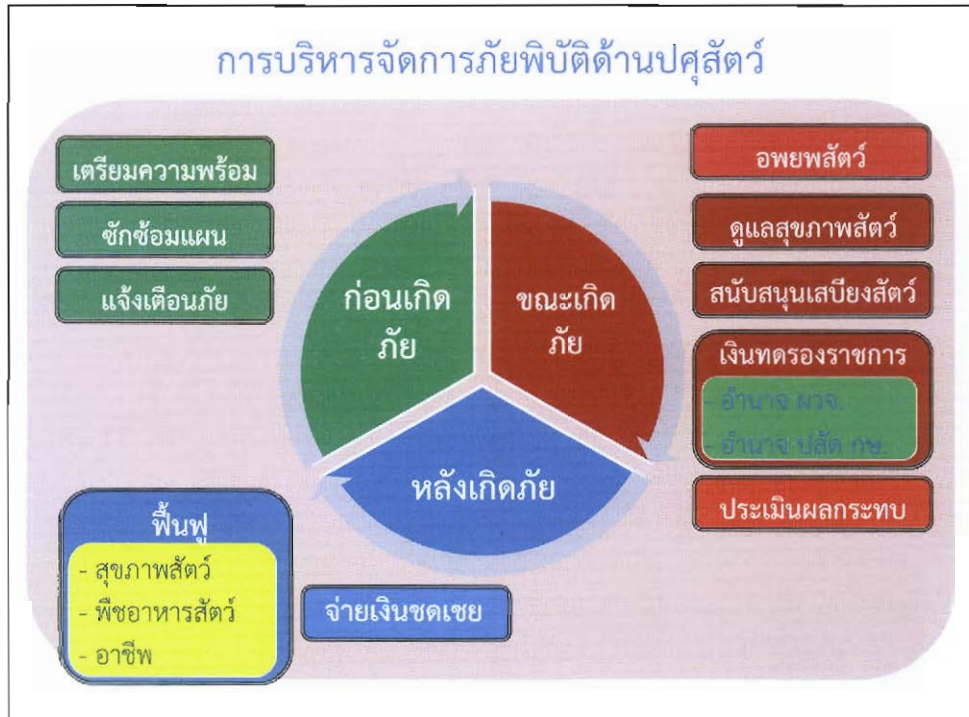 การบริหารจัดการภัยพิบัติด้านปศุสัตว์
เตรียมความพร้อม
ซักซ้อมแผน
แจ้งเตือนภัย
ก่อนเกิด
ภัย
ขณะเกิด
ภัย
หลังเกิดภัย
อพยพสัตว์
ดูแลสุขภาพสัตว์
สนับสนุนเสบียงสัตว์
เงินทดรองราชการ
- อำนาจ ผวจ.
- อำนาจ ปลัด กษ.
ประเมินผลกระทบ
ฟื้นฟู
- สุขภาพสัตว์
- พืชอาหารสัตว์
- อาชีพ
จ่ายเงินชดเชย